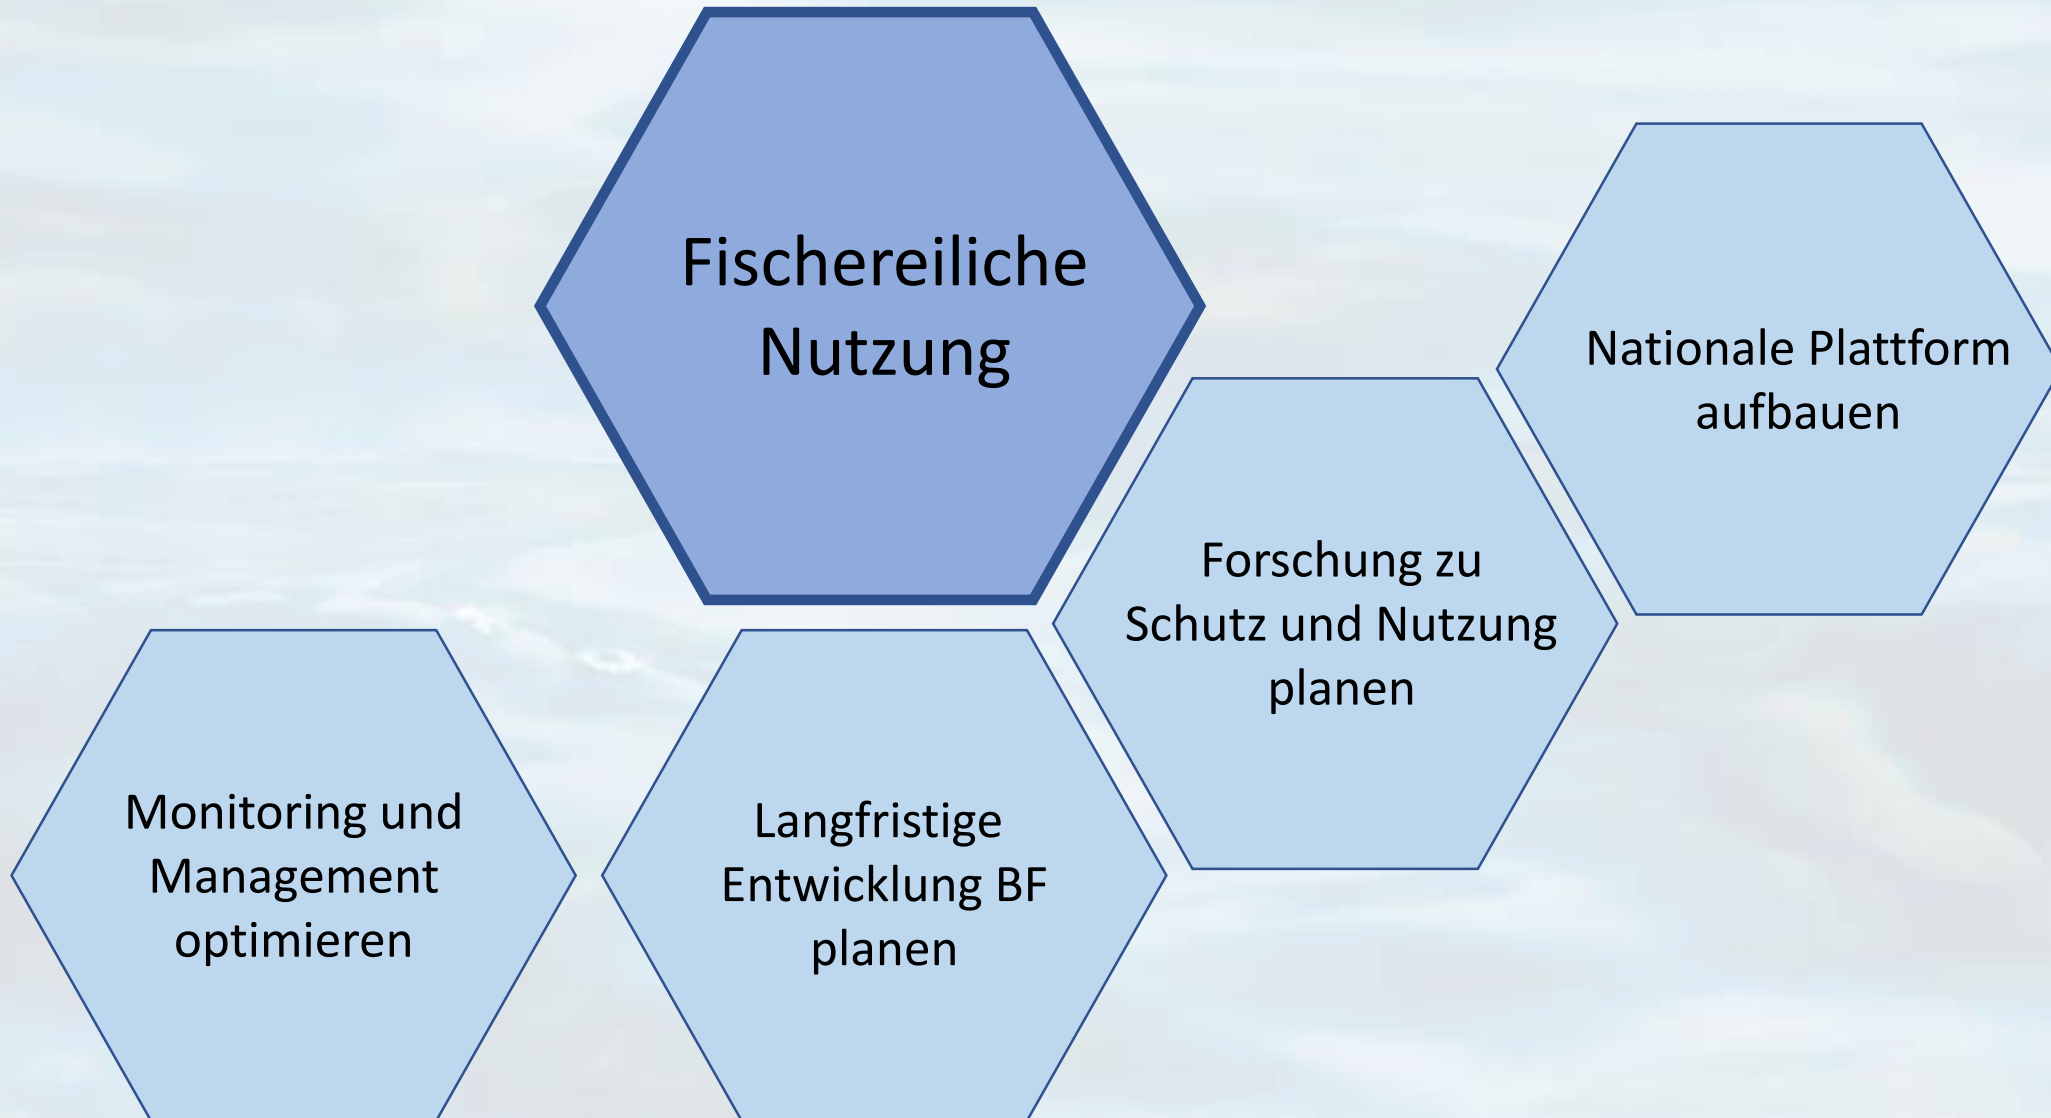 Fischereiliche
Nutzung
Nationale Plattform
aufbauen
Forschung zu
Schutz und Nutzung
planen
Monitoring und
Management
optimieren
Langfristige
Entwicklung BF
planen